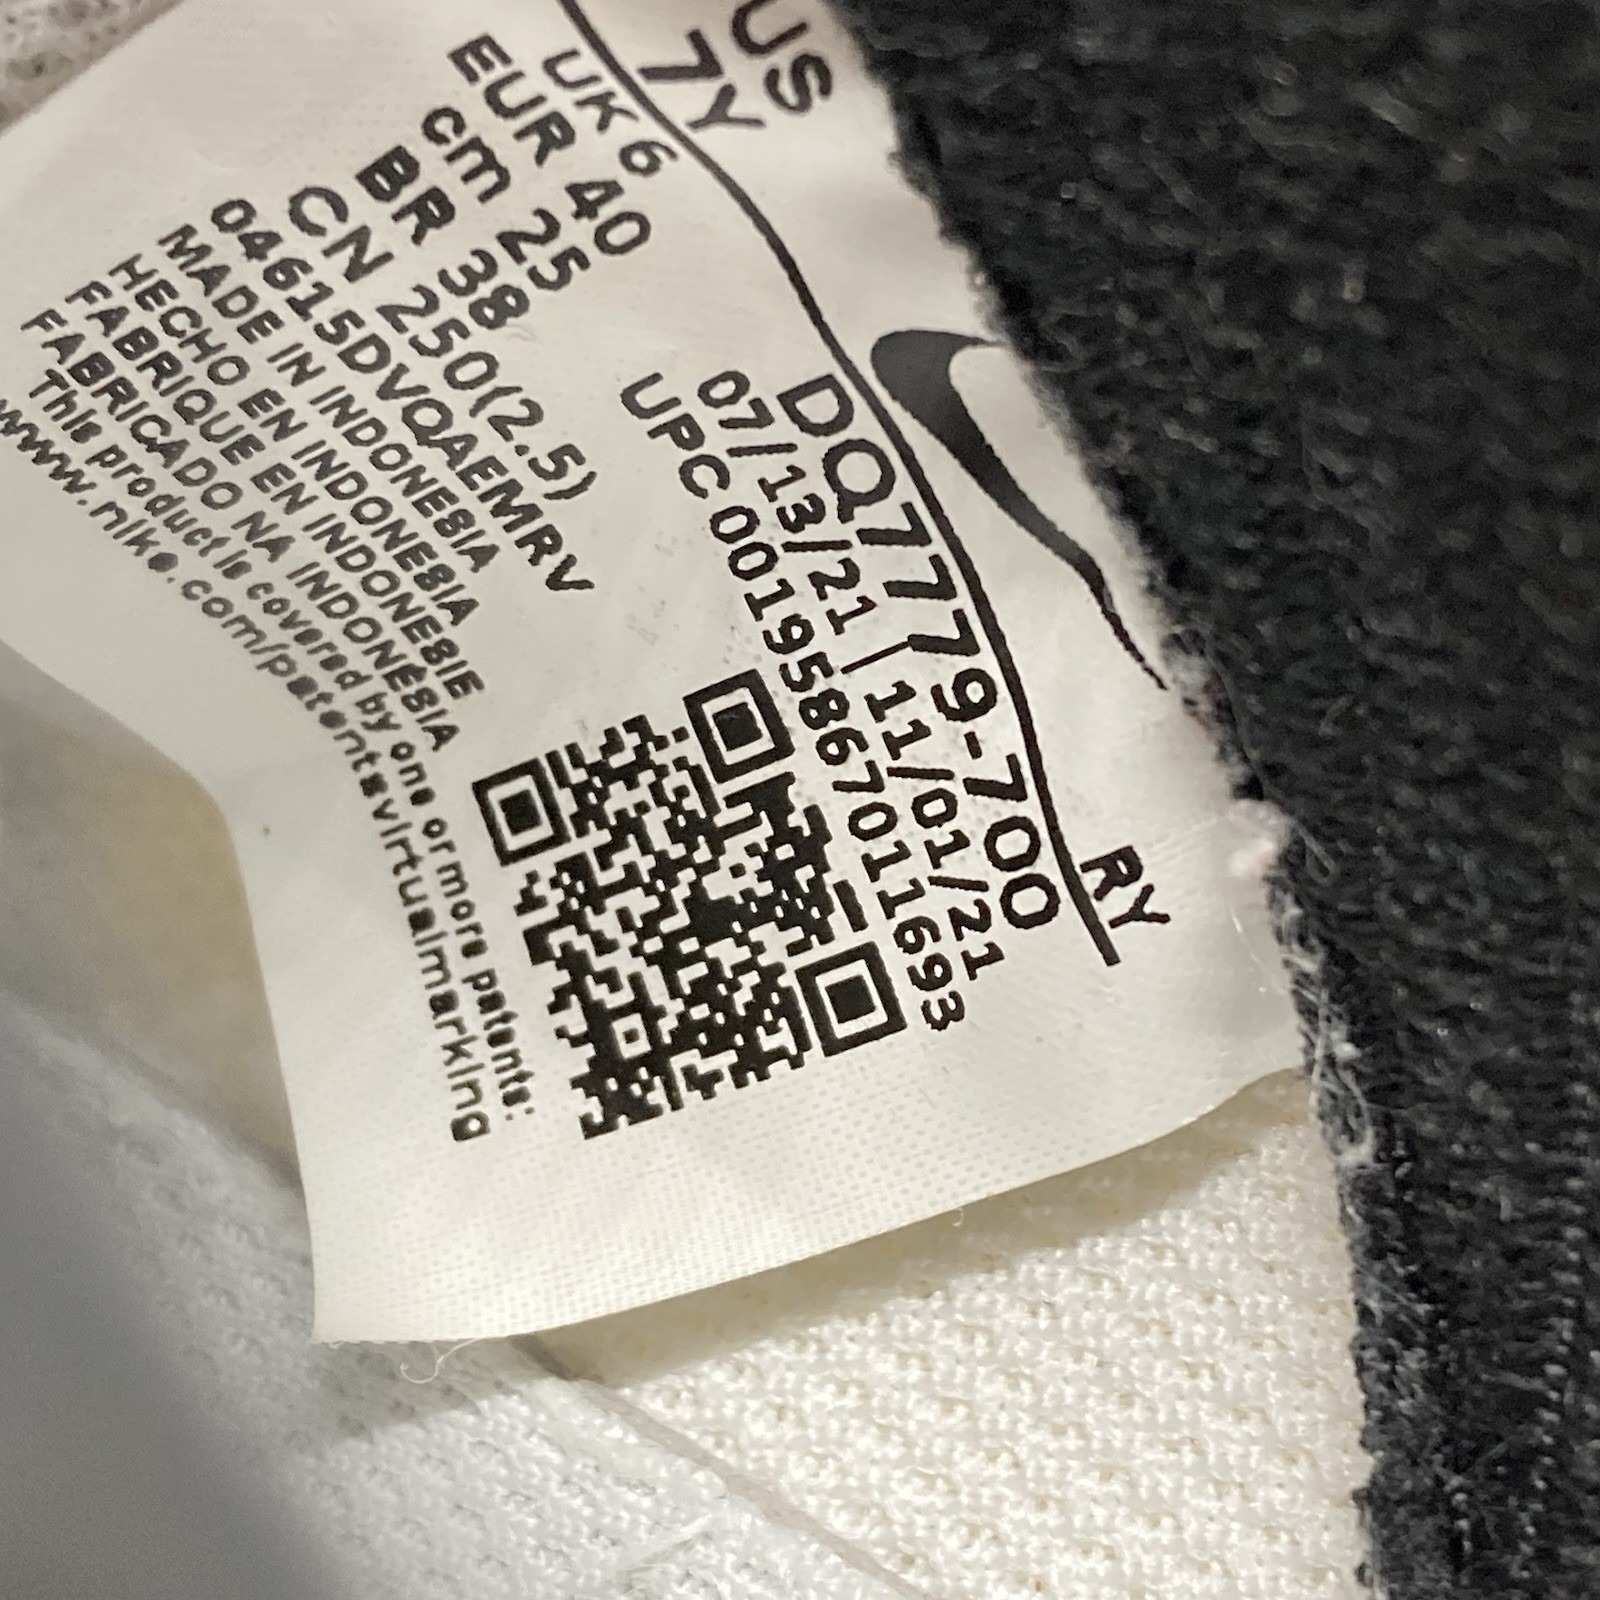 US
7Y
UK 6
EUR 40
cm 25
BR 38
CN 250(2.5)
04615DVQAEMRV
MADE IN INDONESIA
HECHO EN INDONESIA
FABRIQUE EN INDONESIE
FABRICADO NA INDONÉSIA
This product is covered by one or more patents:
www.nike.com/patentsvirtualmarking
RY
DQ7779-700
07/13/21 | 11/01/21
UPC 00195867011693